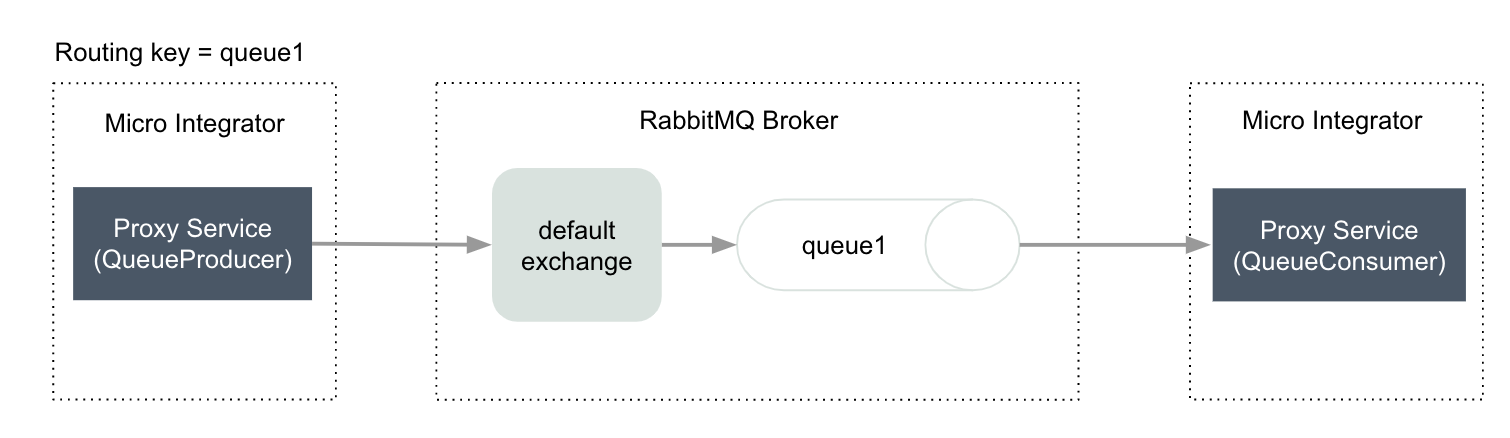 Routing key = queue1
Micro Integrator
Proxy Service
(QueueProducer)
RabbitMQ Broker
default
exchange
queue1
Micro Integrator
Proxy Service
(QueueConsumer)